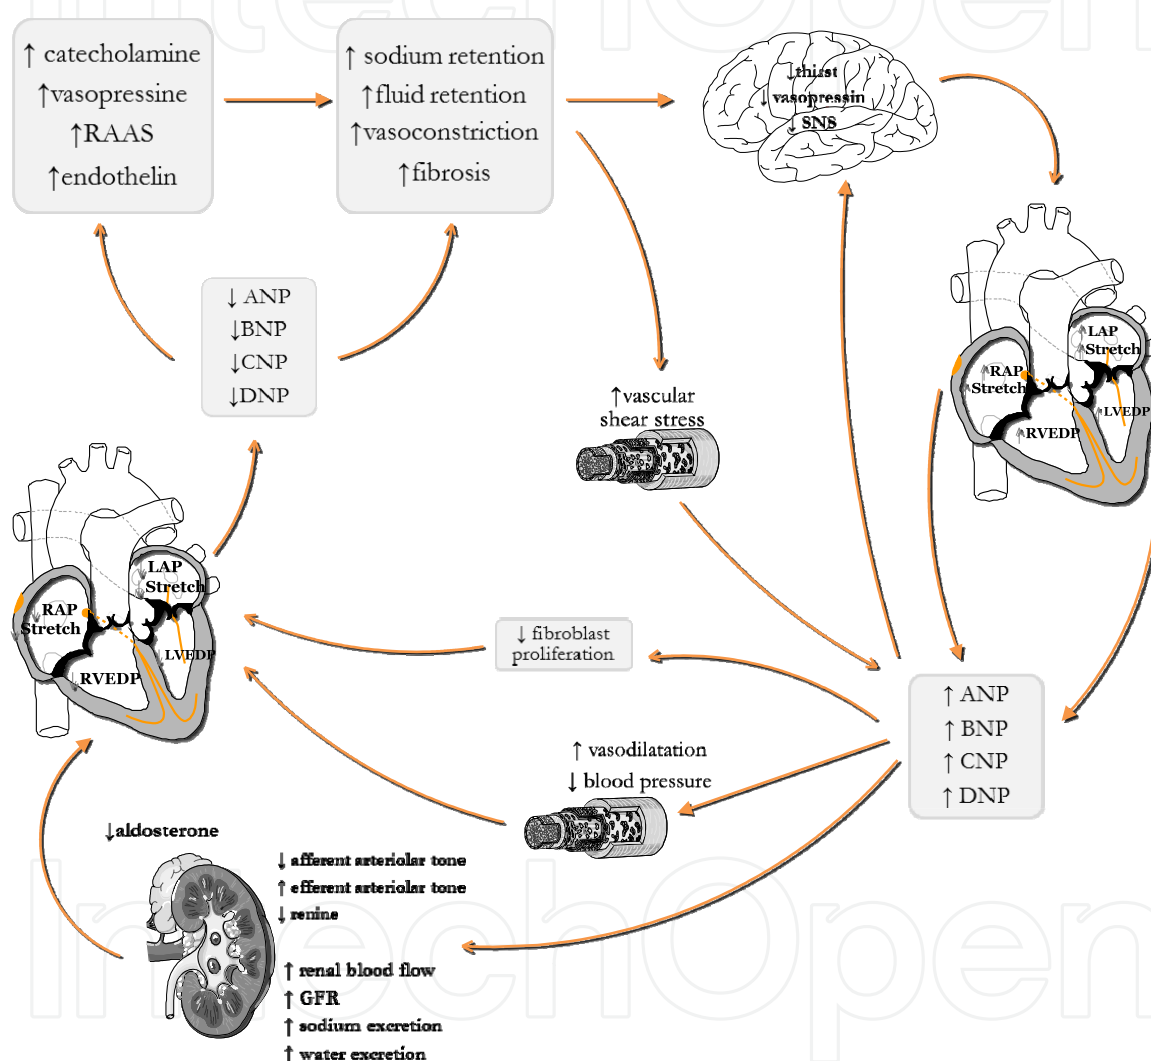 ↑ catecholamine
↑vasopressine
↑RAAS
↑endothelin
↑ sodium retention
↑fluid retention
↑vasoconstriction
↑fibrosis
↓thirst
↓ vasopressin
↓ SNS
↓ ANP
↓BNP
↓CNP
↓DNP
↑ LAP
↑ Stretch
↑RAP
↑Stretch
↑LVEDP
↑RVEDP
↑vascular
shear stress
↓ LAP
↓ Stretch
↓ RAP
↓Stretch
↓LVEDP
↓ RVEDP
↓ fibroblast
proliferation
↑ ANP
↑ BNP
↑ CNP
↑ DNP
↑ vasodilatation
↓ blood pressure
↓aldosterone
↓ afferent arteriolar tone
↑ efferent arteriolar tone
↓ renine
↑ renal blood flow
↑ GFR
↑ sodium excretion
↑ water excretion
IntechOpen
IntechOpen